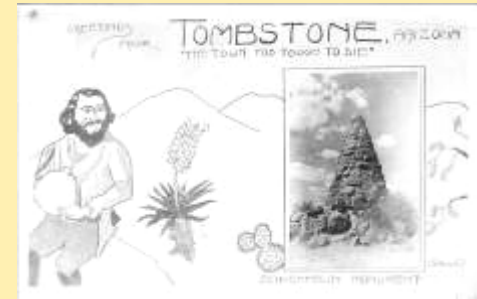 GREETINGS
FROM
TOMBSTONE, ARIZONA
"THE TOWN TOO TOUGH TO DIE"
SCHIEFFELIN MONUMENT